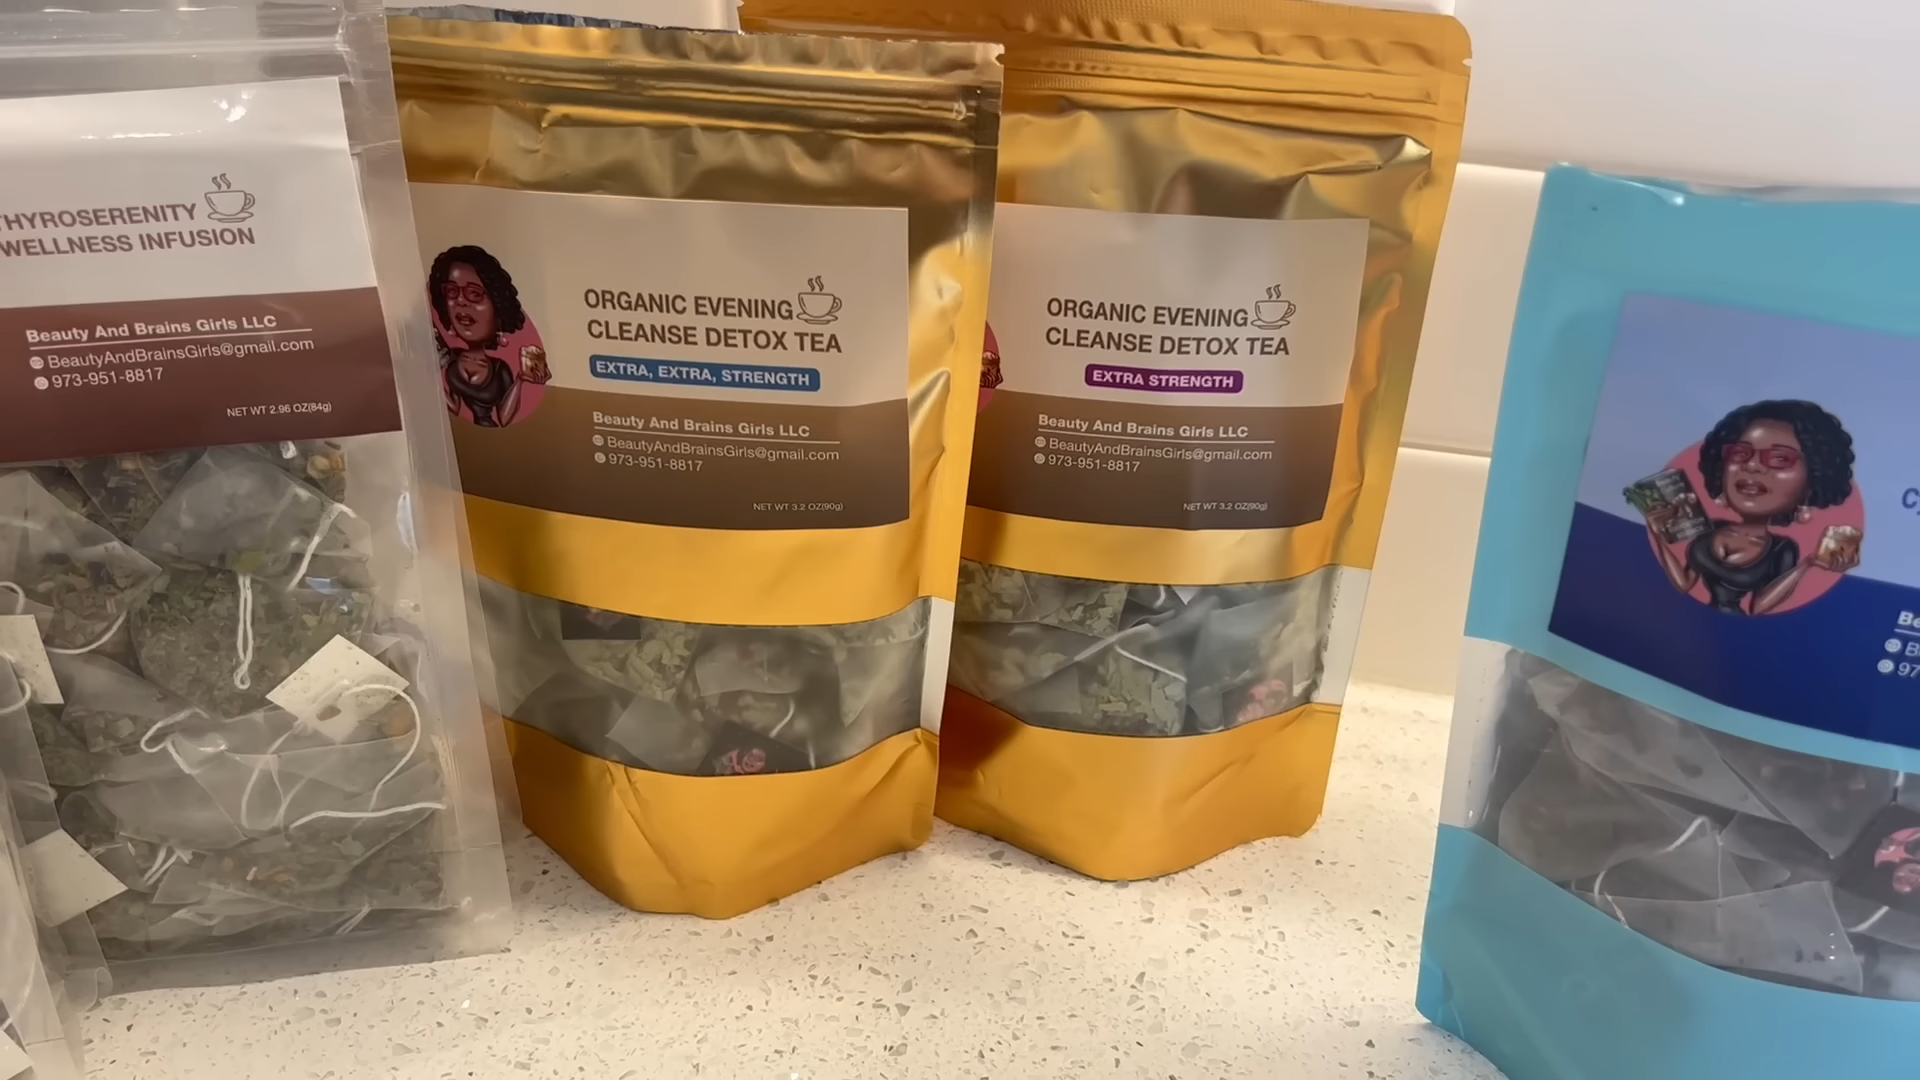 THYROSERENITY
WELLNESS INFUSION
Beauty And Brains Girls LLC
BeautyAndBrainsGirls@gmail.com
973-951-8817
NET WT 2.96 OZ(84g)
ORGANIC EVENING
CLEANSE DETOX TEA
EXTRA, EXTRA, STRENGTH
Beauty And Brains Girls LLC
BeautyAndBrainsGirls@gmail.com
973-951-8817
NET WT 3.2 OZ(90g)
ORGANIC EVENING
CLEANSE DETOX TEA
EXTRA STRENGTH
Beauty And Brains Girls LLC
BeautyAndBrainsGirls@gmail.com
973-951-8817
NET WT 3.2 OZ(90g)
C
Be
B
97